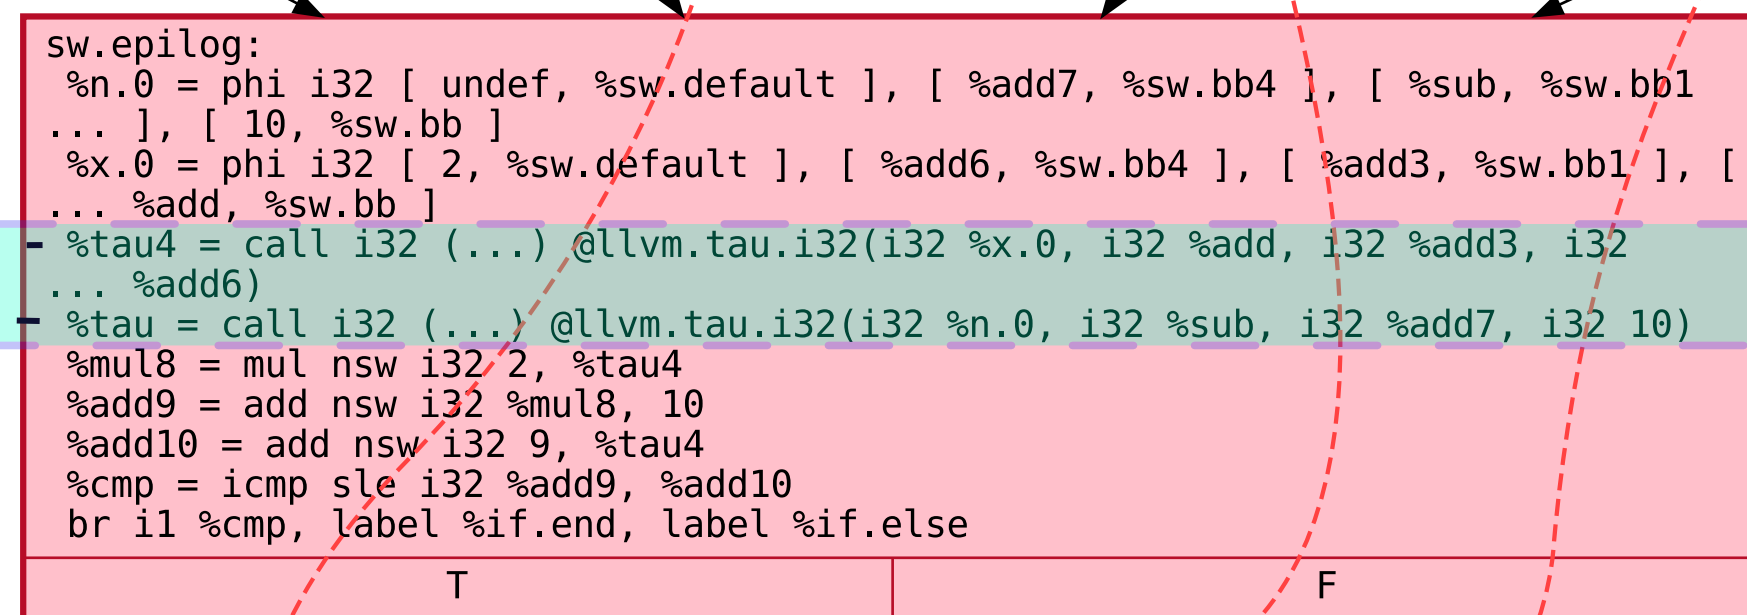 sw.epilog:
%n.0 = phi i32 [ undef, %sw.default ], [ %add7, %sw.bb4 ], [ %sub, %sw.bb1
... ], [ 10, %sw.bb ]
%x.0 = phi i32 [ 2, %sw.default ], [ %add6, %sw.bb4 ], [ %add3, %sw.bb1 ], [
... %add, %sw.bb ]
%tau4 = call i32 (...) @llvm.tau.i32(i32 %x.0, i32 %add, i32 %add3, i32
... %add6)
%tau = call i32 (...) @llvm.tau.i32(i32 %n.0, i32 %sub, i32 %add7, i32 10)
%mul8 = mul nsw i32 2, %tau4
%add9 = add nsw i32 %mul8, 10
%add10 = add nsw i32 9, %tau4
%cmp = icmp sle i32 %add9, %add10
br i1 %cmp, label %if.end, label %if.else
T
F